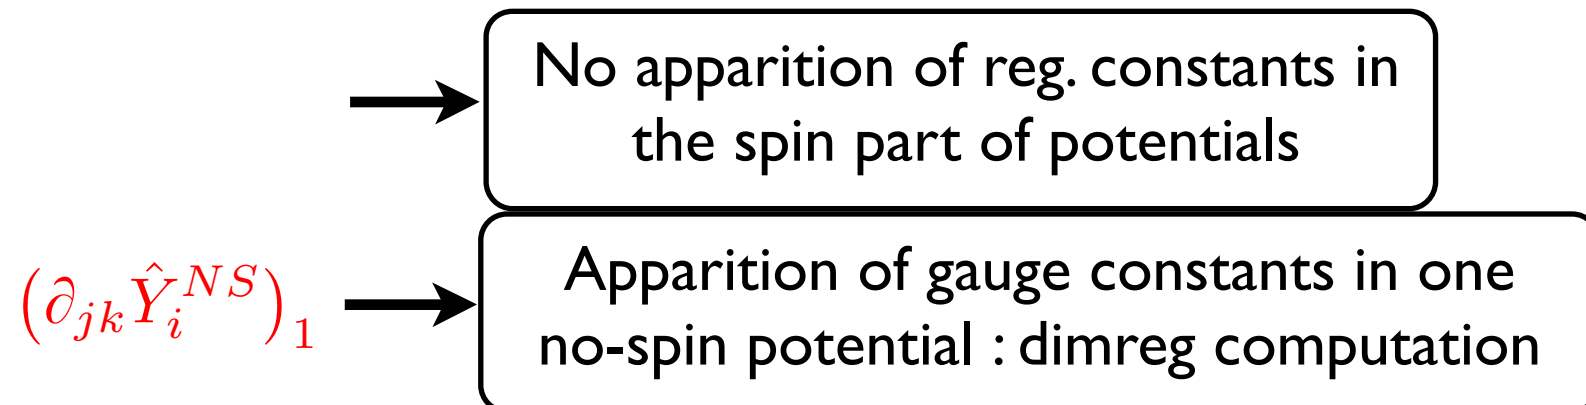 No apparition of reg. constants in
the spin part of potentials
Apparition of gauge constants in one
(∂_{jk} Ŷ_i^{NS})_1
no-spin potential : dimreg computation